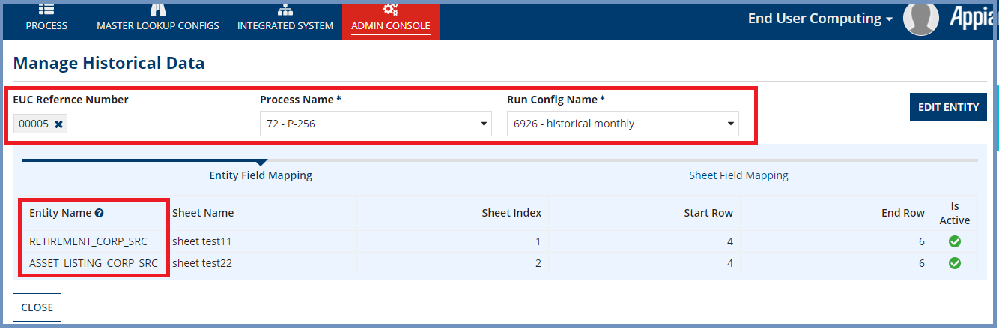 PROCESS MASTER LOOKUP CONFIGS INTEGRATED SYSTEM ADMIN CONSOLE End User Computing
Manage Historical Data
EUC Refernce Number Process Name * Run Config Name *
00005 72 - P-256 6926 - historical monthly EDIT ENTITY
Entity Field Mapping Sheet Field Mapping
Entity Name Sheet Name Sheet Index Start Row End Row Is Active
RETIREMENT_CORP_SRC sheet test11 1 4 6
ASSET_LISTING_CORP_SRC sheet test22 2 4 6
CLOSE